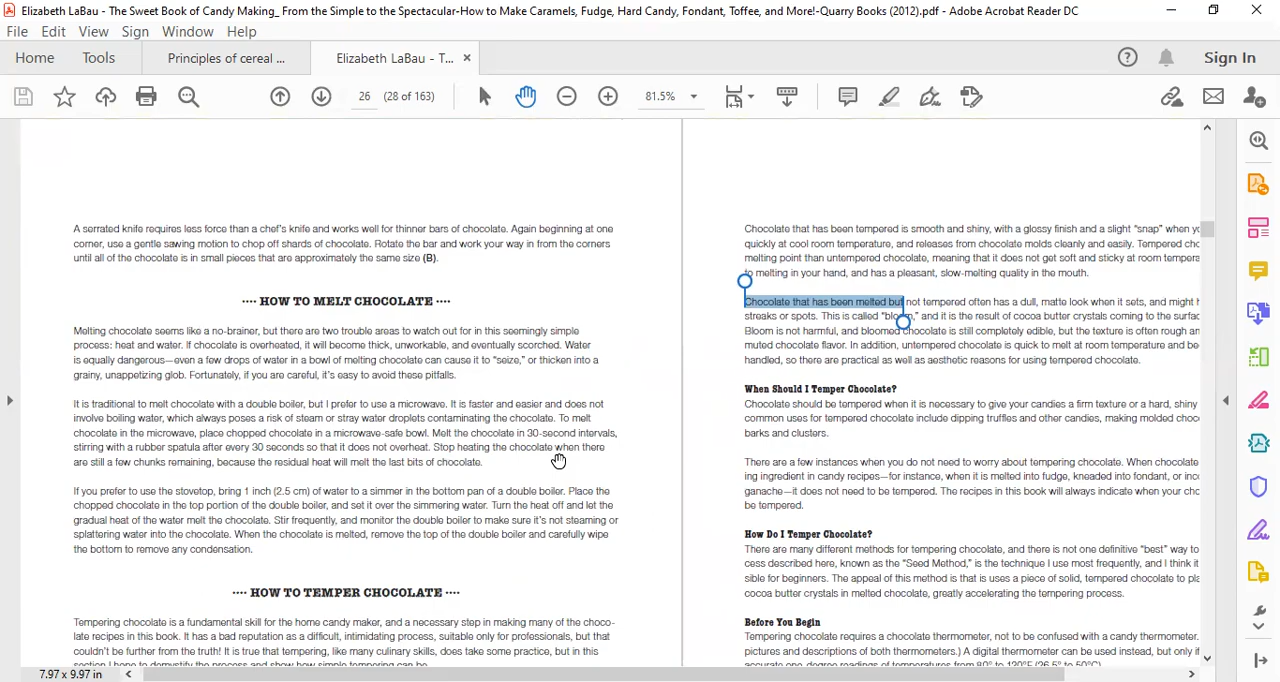 Elizabeth LaBau - The Sweet Book of Candy Making_ From the Simple to the Spectacular-How to Make Caramels, Fudge, Hard Candy, Fondant, Toffee, and More!-Quarry Books (2012).pdf - Adobe Acrobat Reader DC
File Edit View Sign Window Help
Home Tools Principles of cereal ... Elizabeth LaBau - T... × Sign In
26 (28 of 163) 81.5%
A serrated knife requires less force than a chef's knife and works well for thinner bars of chocolate. Again beginning at one
corner, use a gentle sawing motion to chop off shards of chocolate. Rotate the bar and work your way in from the corners
until all of the chocolate is in small pieces that are approximately the same size (B).
···· HOW TO MELT CHOCOLATE ····
Melting chocolate seems like a no-brainer, but there are two trouble areas to watch out for in this seemingly simple
process: heat and water. If chocolate is overheated, it will become thick, unworkable, and eventually scorched. Water
is equally dangerous—even a few drops of water in a bowl of melting chocolate can cause it to "seize," or thicken into a
grainy, unappetizing glob. Fortunately, if you are careful, it's easy to avoid these pitfalls.
It is traditional to melt chocolate with a double boiler, but I prefer to use a microwave. It is faster and easier and does not
involve boiling water, which always poses a risk of steam or stray water droplets contaminating the chocolate. To melt
chocolate in the microwave, place chopped chocolate in a microwave-safe bowl. Melt the chocolate in 30-second intervals,
stirring with a rubber spatula after every 30 seconds so that it does not overheat. Stop heating the chocolate when there
are still a few chunks remaining, because the residual heat will melt the last bits of chocolate.
If you prefer to use the stovetop, bring 1 inch (2.5 cm) of water to a simmer in the bottom pan of a double boiler. Place the
chopped chocolate in the top portion of the double boiler, and set it over the simmering water. Turn the heat off and let the
gradual heat of the water melt the chocolate. Stir frequently, and monitor the double boiler to make sure it's not steaming or
splattering water into the chocolate. When the chocolate is melted, remove the top of the double boiler and carefully wipe
the bottom to remove any condensation.
···· HOW TO TEMPER CHOCOLATE ····
Tempering chocolate is a fundamental skill for the home candy maker, and a necessary step in making many of the choco-
late recipes in this book. It has a bad reputation as a difficult, intimidating process, suitable only for professionals, but that
couldn't be further from the truth! It is true that tempering, like many culinary skills, does take some practice, but in this
section I hope to demystify the process and show how simple tempering can be.
Chocolate that has been tempered is smooth and shiny, with a glossy finish and a slight "snap" when yo
quickly at cool room temperature, and releases from chocolate molds cleanly and easily. Tempered cho
melting point than untempered chocolate, meaning that it does not get soft and sticky at room tempera
to melting in your hand, and has a pleasant, slow-melting quality in the mouth.
Chocolate that has been melted but not tempered often has a dull, matte look when it sets, and might h
streaks or spots. This is called "bloom," and it is the result of cocoa butter crystals coming to the surfa
Bloom is not harmful, and bloomed chocolate is still completely edible, but the texture is often rough an
muted chocolate flavor. In addition, untempered chocolate is quick to melt at room temperature and be
handled, so there are practical as well as aesthetic reasons for using tempered chocolate.
When Should I Temper Chocolate?
Chocolate should be tempered when it is necessary to give your candies a firm texture or a hard, shiny
common uses for tempered chocolate include dipping truffles and other candies, making molded choco
barks and clusters.
There are a few instances when you do not need to worry about tempering chocolate. When chocolate
ing ingredient in candy recipes—for instance, when it is melted into fudge, kneaded into fondant, or inco
ganache—it does not need to be tempered. The recipes in this book will always indicate when your cho
be tempered.
How Do I Temper Chocolate?
There are many different methods for tempering chocolate, and there is not one definitive "best" way to
cess described here, known as the "Seed Method," is the technique I use most frequently, and I think it
sible for beginners. The appeal of this method is that is uses a piece of solid, tempered chocolate to pla
cocoa butter crystals in melted chocolate, greatly accelerating the tempering process.
Before You Begin
Tempering chocolate requires a chocolate thermometer, not to be confused with a candy thermometer.
pictures and descriptions of both thermometers.) A digital thermometer can be used instead, but only if
accurate, one-degree readings of temperatures from 80° to 120°F (26.5° to 50°C).
7.97 x 9.97 in